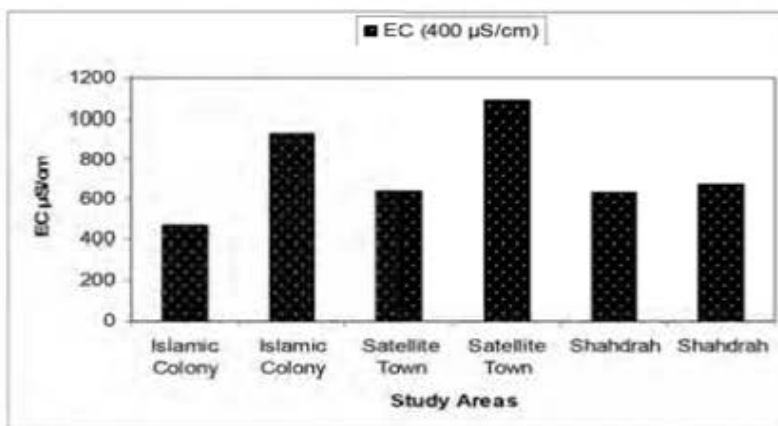 EC (400 µS/cm)
1200
1000
800
600
400
200
0
EC µS/cm
Islamic Colony
Islamic Colony
Satellite Town
Satellite Town
Shahdrah
Shahdrah
Study Areas